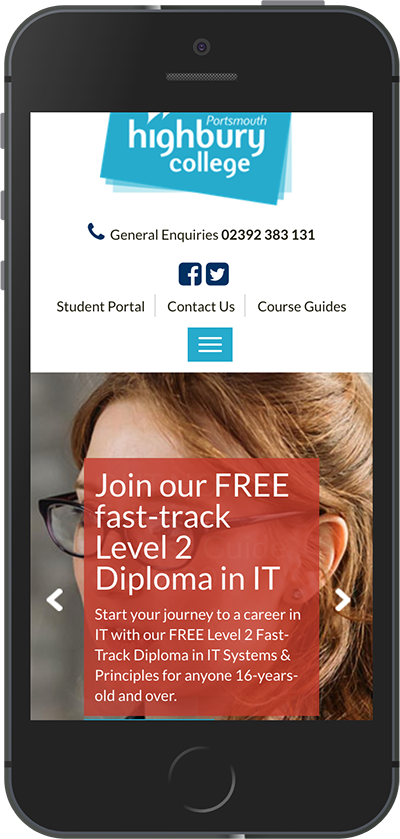 Portsmouth
highbury
college
General Enquiries 02392 383 131
Student Portal
Contact Us
Course Guides
Join our FREE
fast-track
Level 2
Diploma in IT
Start your journey to a career in
IT with our FREE Level 2 Fast-
Track Diploma in IT Systems &
Principles for anyone 16-years-
old and over.